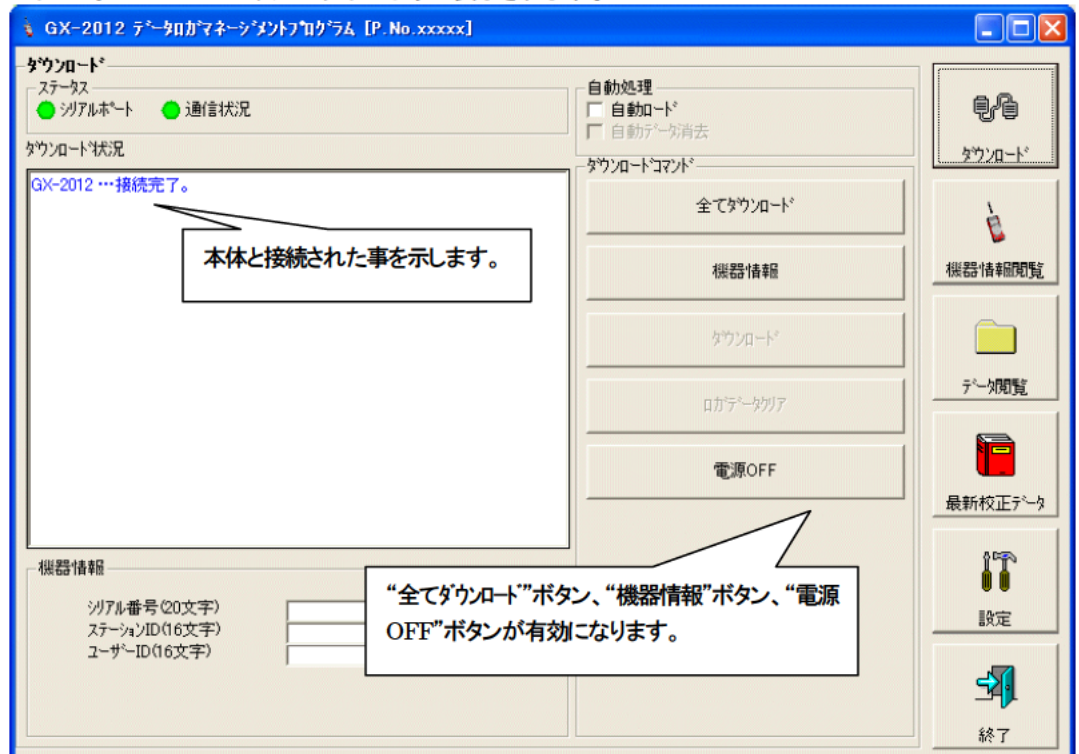 GX-2012 ﾃﾞｰﾀﾛｶﾞﾏﾈｰｼﾞﾒﾝﾄﾌﾟﾛｸﾞﾗﾑ [P.No.xxxxx]
ﾀﾞｳﾝﾛｰﾄﾞ
ｽﾃｰﾀｽ
ｼﾘｱﾙﾎﾟｰﾄ 通信状況
自動処理
自動ﾛｰﾄﾞ
自動ﾃﾞｰﾀ消去
ﾀﾞｳﾝﾛｰﾄﾞ状況
GX-2012 …接続完了。
本体と接続された事を示します。
ﾀﾞｳﾝﾛｰﾄﾞｺﾏﾝﾄﾞ
全てﾀﾞｳﾝﾛｰﾄﾞ
機器情報
ﾀﾞｳﾝﾛｰﾄﾞ
ﾛｶﾞﾃﾞｰﾀｸﾘｱ
電源OFF
“全てﾀﾞｳﾝﾛｰﾄﾞ”ボタン、“機器情報”ボタン、“電源
OFF”ボタンが有効になります。
機器情報
ｼﾘｱﾙ番号(20文字)
ｽﾃｰｼｮﾝID(16文字)
ﾕｰｻﾞｰID(16文字)
ﾀﾞｳﾝﾛｰﾄﾞ
機器情報閲覧
ﾃﾞｰﾀ閲覧
最新校正ﾃﾞｰﾀ
設定
終了